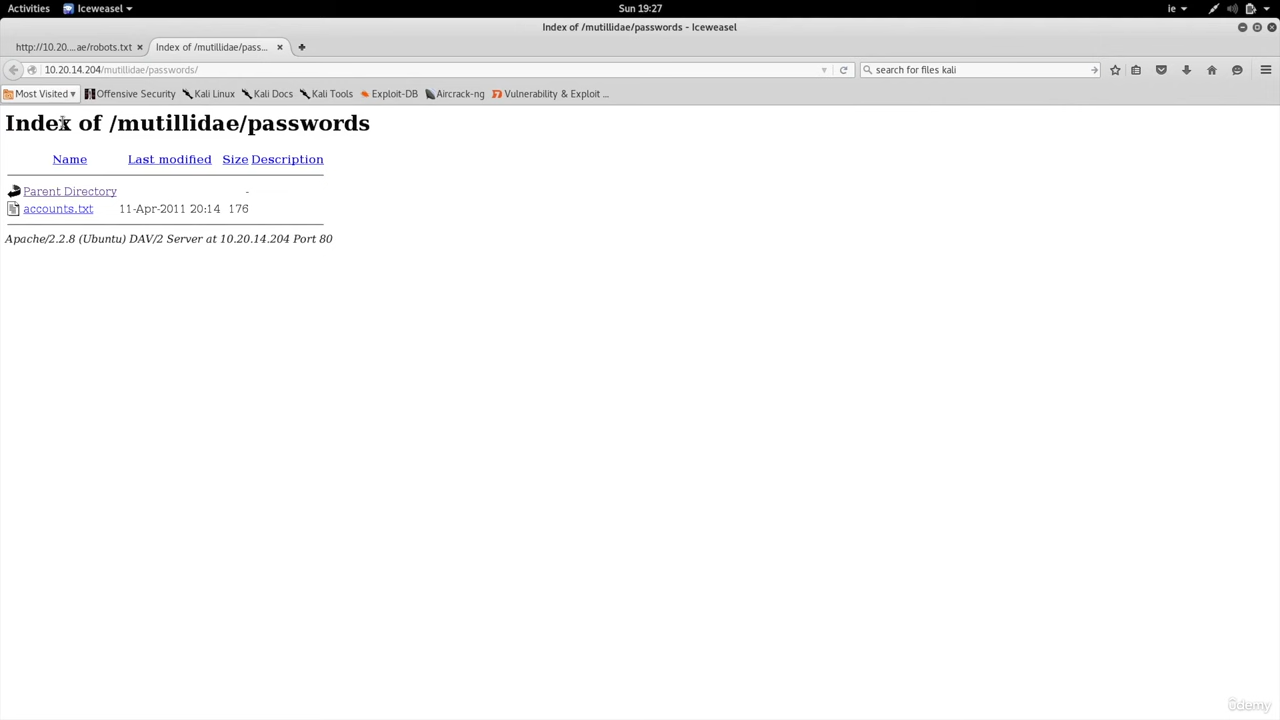 Activities Iceweasel Sun 19:27 ie
Index of /mutillidae/passwords - Iceweasel
http://10.20....ae/robots.txt × Index of /mutillidae/pass... ×
10.20.14.204/mutillidae/passwords/ search for files kali
Most Visited Offensive Security Kali Linux Kali Docs Kali Tools Exploit-DB Aircrack-ng Vulnerability & Exploit ...
Index of /mutillidae/passwords
Name Last modified Size Description
Parent Directory -
accounts.txt 11-Apr-2011 20:14 176
Apache/2.2.8 (Ubuntu) DAV/2 Server at 10.20.14.204 Port 80
ûdemy